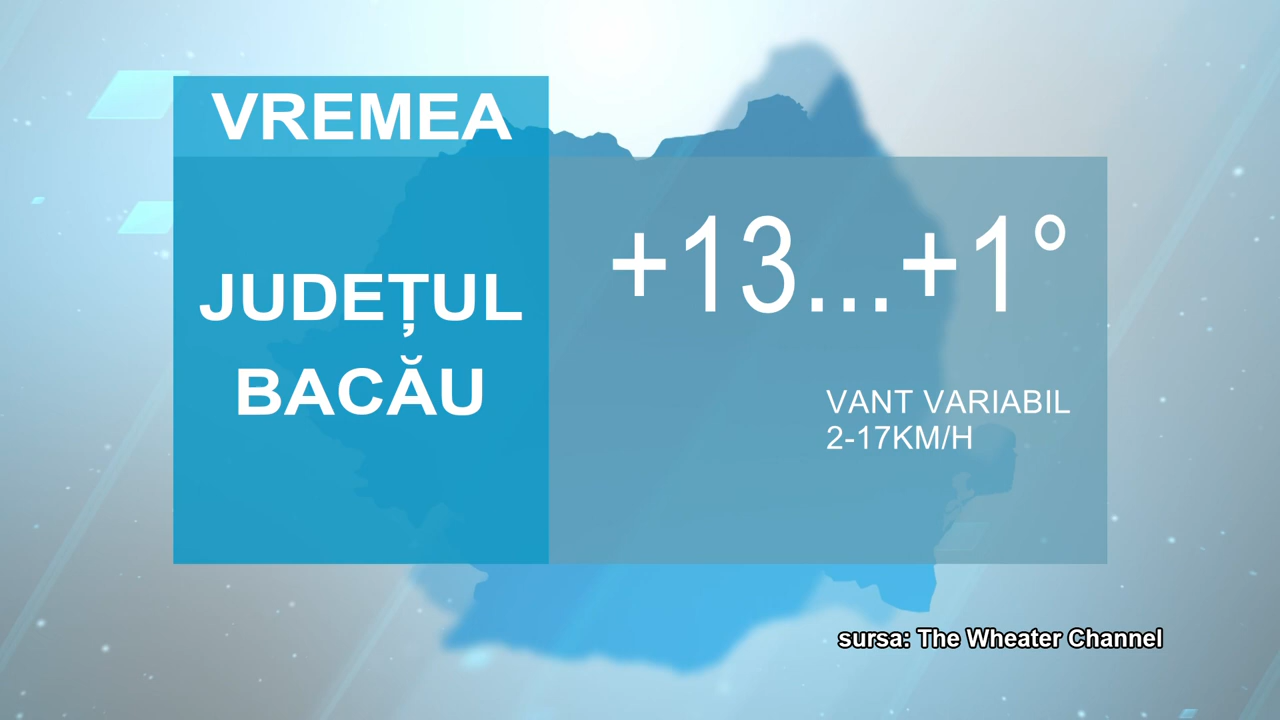 VREMEA
JUDEȚUL
BACĂU
+13...+1°
VANT VARIABIL
2-17KM/H
sursa: The Wheater Channel